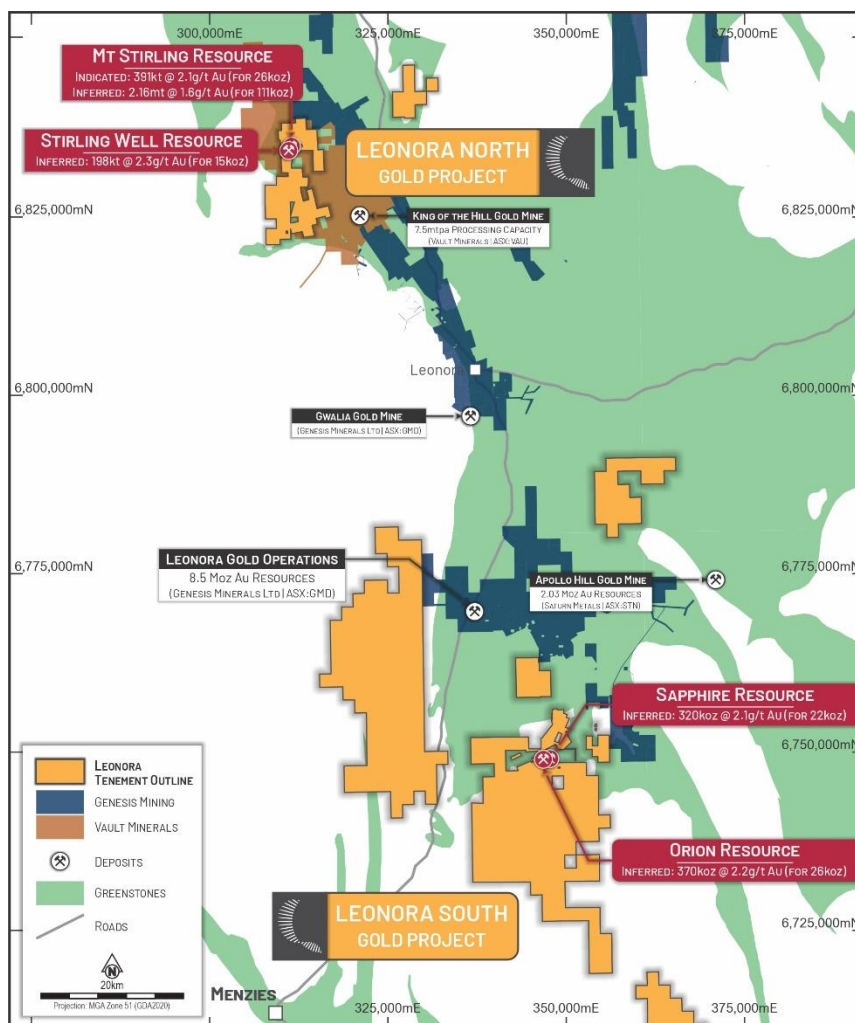 300,000mE
325,000mE
350,000mE
375,000mE
Mt Stirling Resource
Indicated: 391kt @ 2.1g/t Au (for 26koz)
Inferred: 2.16mt @ 1.6g/t Au (for 111koz)
Stirling Well Resource
Inferred: 198kt @ 2.3g/t Au (for 15koz)
LEONORA NORTH
GOLD PROJECT
6,825,000mN
6,825,000mN
King of the Hill Gold Mine
7.5mtpa Processing Capacity
(Vault Minerals | ASX:VAU)
Leonora
6,800,000mN
6,800,000mN
Gwalia Gold Mine
(Genesis Minerals Ltd | ASX:GMD)
6,775,000mN
6,775,000mN
Leonora Gold Operations
8.5 Moz Au Resources
(Genesis Minerals Ltd | ASX:GMD)
Apollo Hill Gold Mine
2.03 Moz Au Resources
(Saturn Metals | ASX:STN)
Sapphire Resource
Inferred: 320koz @ 2.1g/t Au (for 22koz)
6,750,000mN
Leonora
Tenement Outline
Genesis Mining
Vault Minerals
Deposits
Greenstones
Roads
N
20km
Projection: MGA Zone 51 (GDA2020)
Orion Resource
Inferred: 370koz @ 2.2g/t Au (for 26koz)
LEONORA SOUTH
GOLD PROJECT
6,725,000mN
Menzies
325,000mE
350,000mE
375,000mE